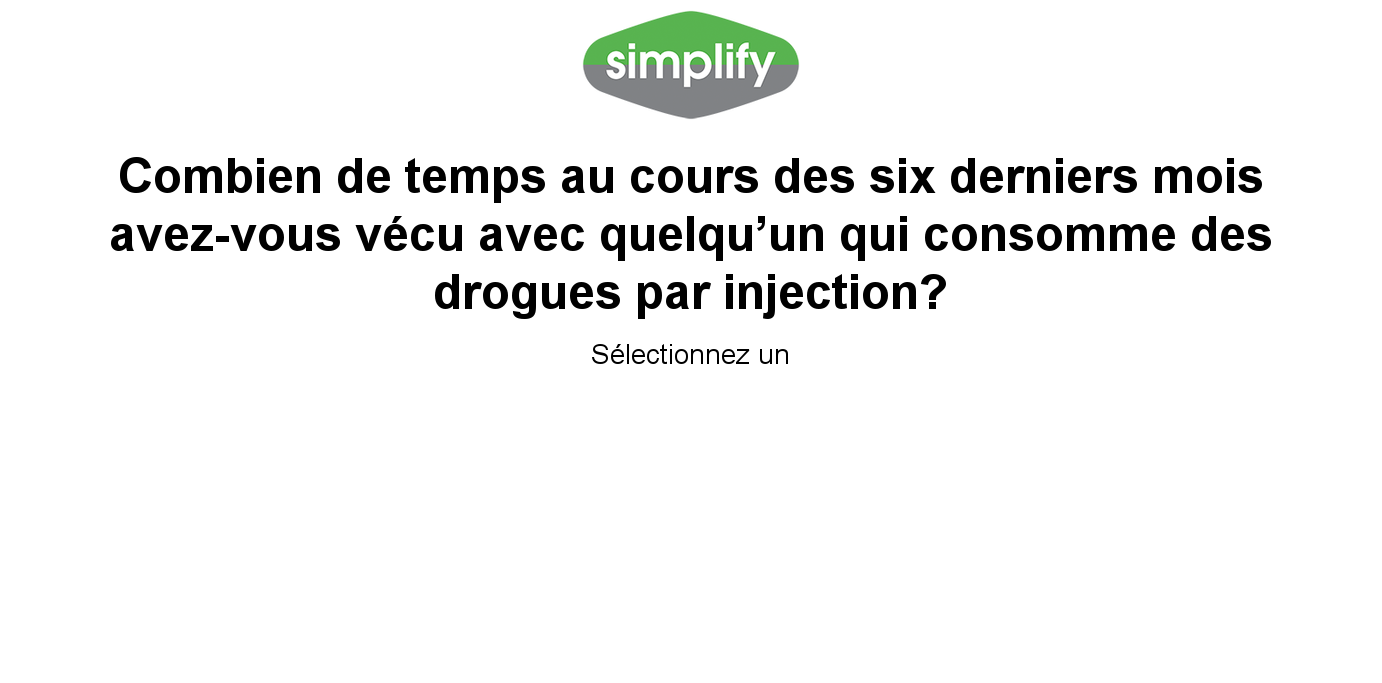 simplify
Combien de temps au cours des six derniers mois
avez-vous vécu avec quelqu’un qui consomme des
drogues par injection?
Sélectionnez un